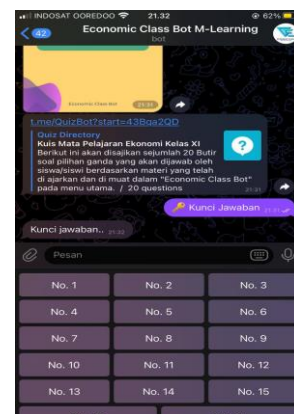 INDOSAT OOREDOO 21.32 62%
42 Economic Class Bot M-Learning
bot
Economic Class Bot
21.31
t.me/QuizBot?start=43Bqa2QD
Quiz Directory
Kuis Mata Pelajaran Ekonomi Kelas XI
Berikut ini akan disajikan sejumlah 20 Butir
soal pilihan ganda yang akan dijawab oleh
siswa/siswi berdasarkan materi yang telah
di ajarkan dan di muat dalam "Economic
Class Bot"
pada menu utama. / 20 questions
21.31
Kunci Jawaban 21.31
Kunci jawaban.. 21.32
Pesan
No. 1 No. 2 No. 3
No. 4 No. 5 No. 6
No. 7 No. 8 No. 9
No. 10 No. 11 No. 12
No. 13 No. 14 No. 15